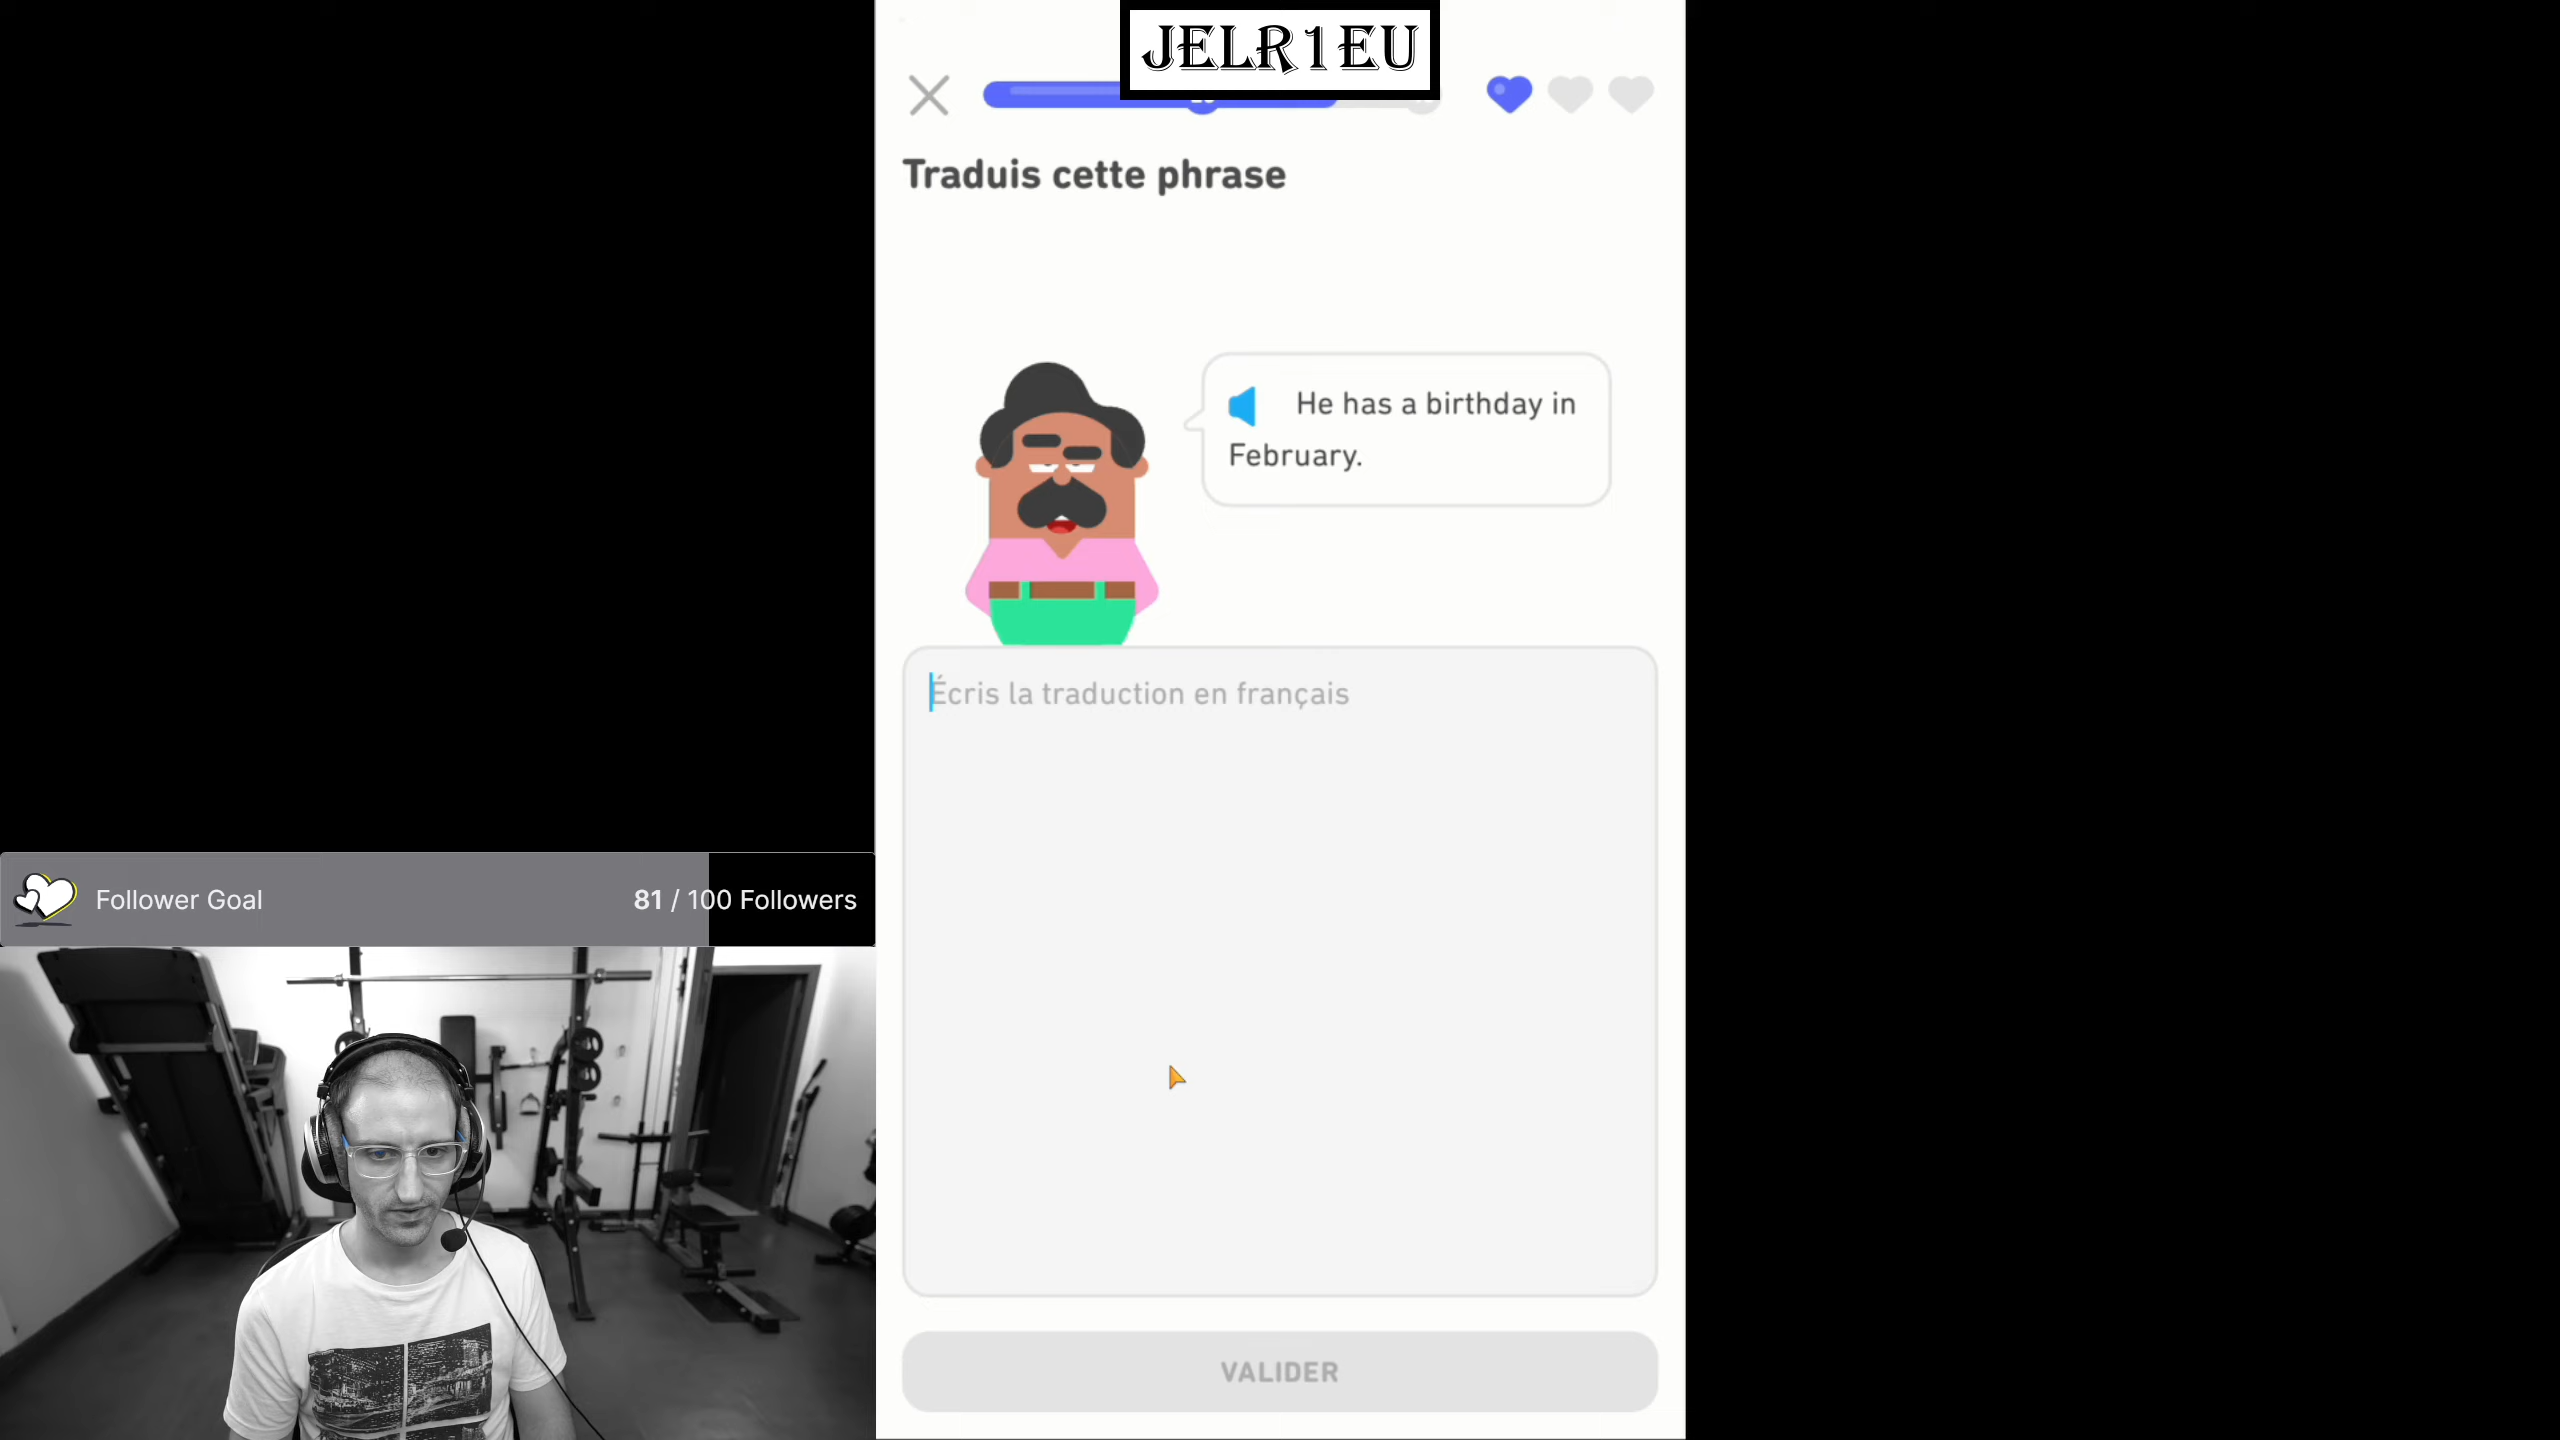 JELR1EU
Traduis cette phrase
He has a birthday in
February.
Écris la traduction en français
Follower Goal
81 / 100 Followers
VALIDER